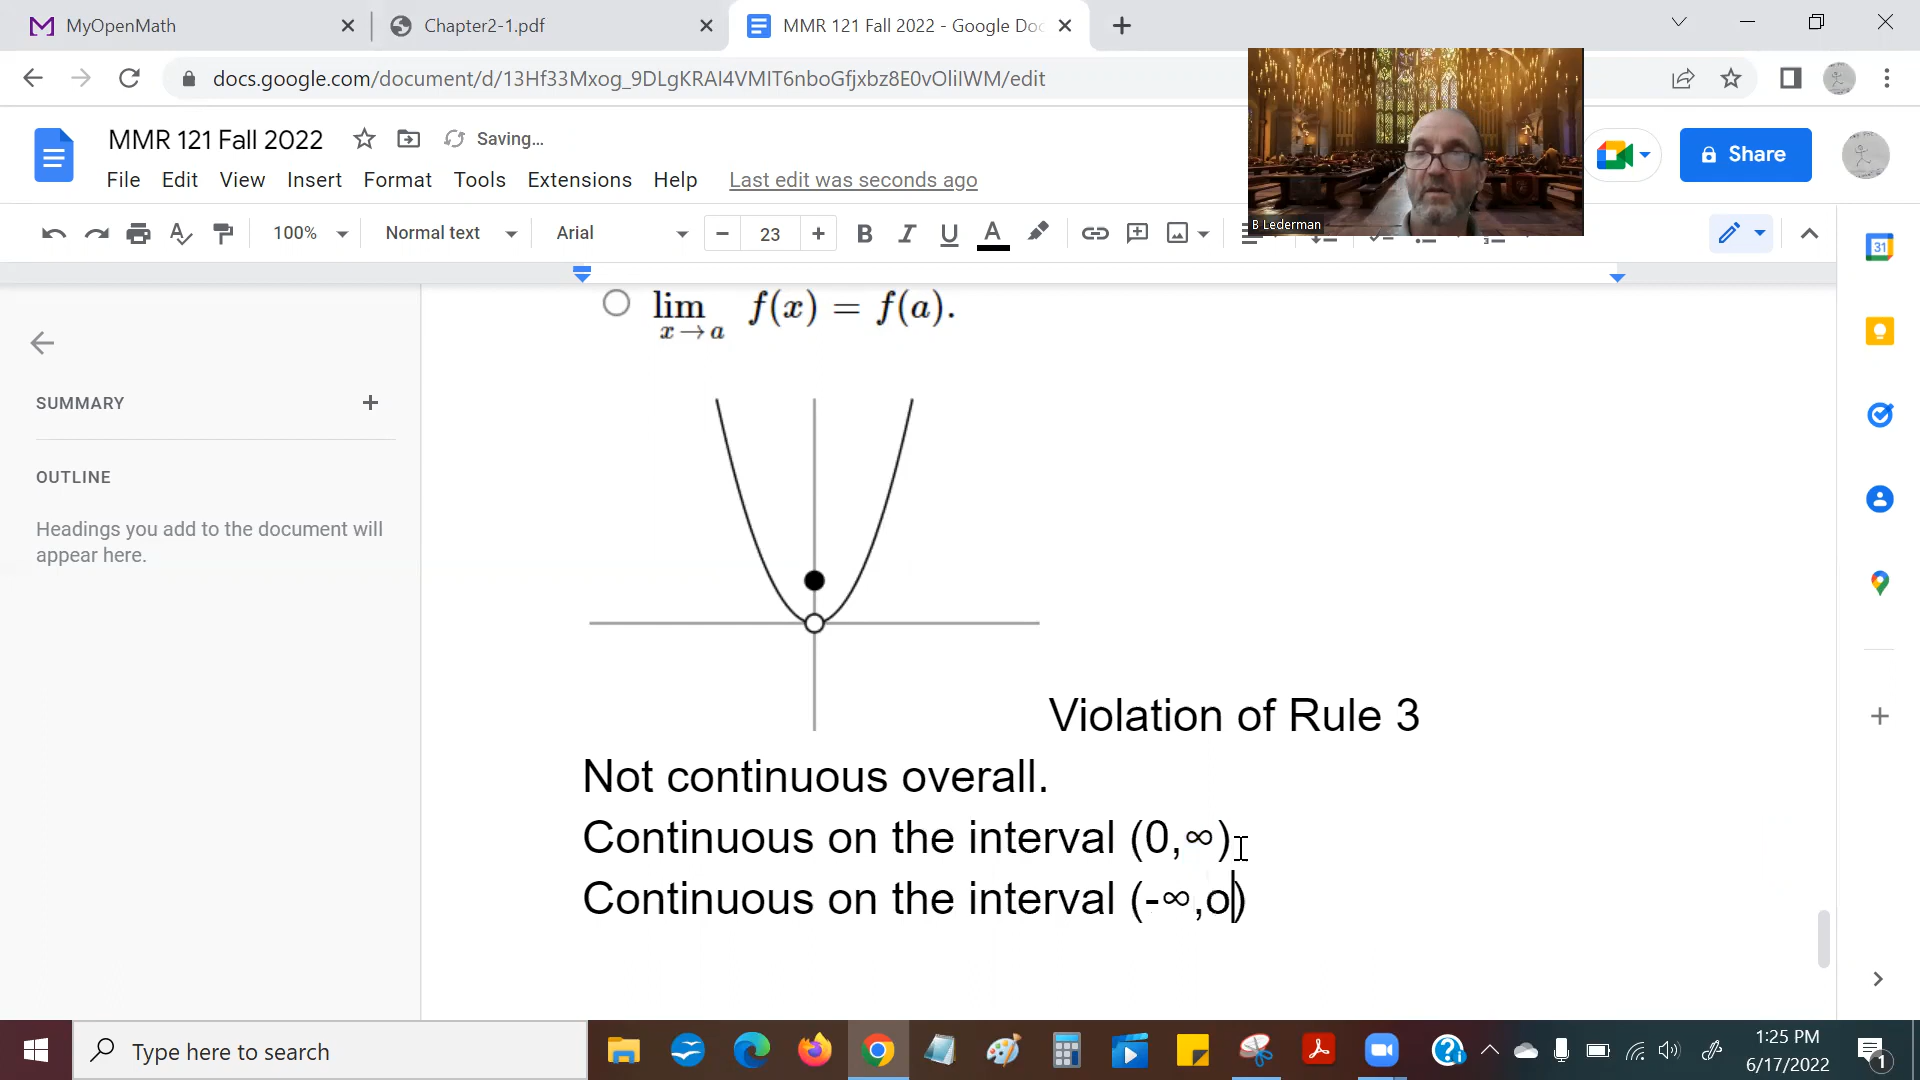 MyOpenMath
Chapter2-1.pdf
MMR 121 Fall 2022 - Google Doc
docs.google.com/document/d/13Hf33Mxog_9DLgKRAI4VMIT6nboGfjxbz8E0vOliIWM/edit
MMR 121 Fall 2022
Saving...
File Edit View Insert Format Tools Extensions Help Last edit was seconds ago
Share
B Lederman
100% Normal text Arial 23 B I U A
31
SUMMARY
OUTLINE
Headings you add to the document will
appear here.
lim f(x) = f(a).
x→a
Violation of Rule 3
Not continuous overall.
Continuous on the interval (0,∞)
Continuous on the interval (-∞,o)
Type here to search
1:25 PM
6/17/2022
1